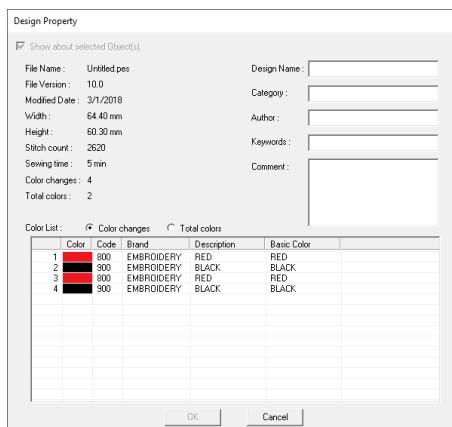 Design Property
Show about selected Object(s).
File Name : Untitled.pes
File Version : 10.0
Modified Date : 3/1/2018
Width : 64.40 mm
Height : 60.30 mm
Stitch count : 2620
Sewing time : 5 min
Color changes : 4
Total colors : 2
Design Name :
Category :
Author :
Keywords :
Comment :
Color List : Color changes Total colors
Color Code Brand Description Basic Color
1 800 EMBROIDERY RED RED
2 900 EMBROIDERY BLACK BLACK
3 800 EMBROIDERY RED RED
4 900 EMBROIDERY BLACK BLACK
OK Cancel